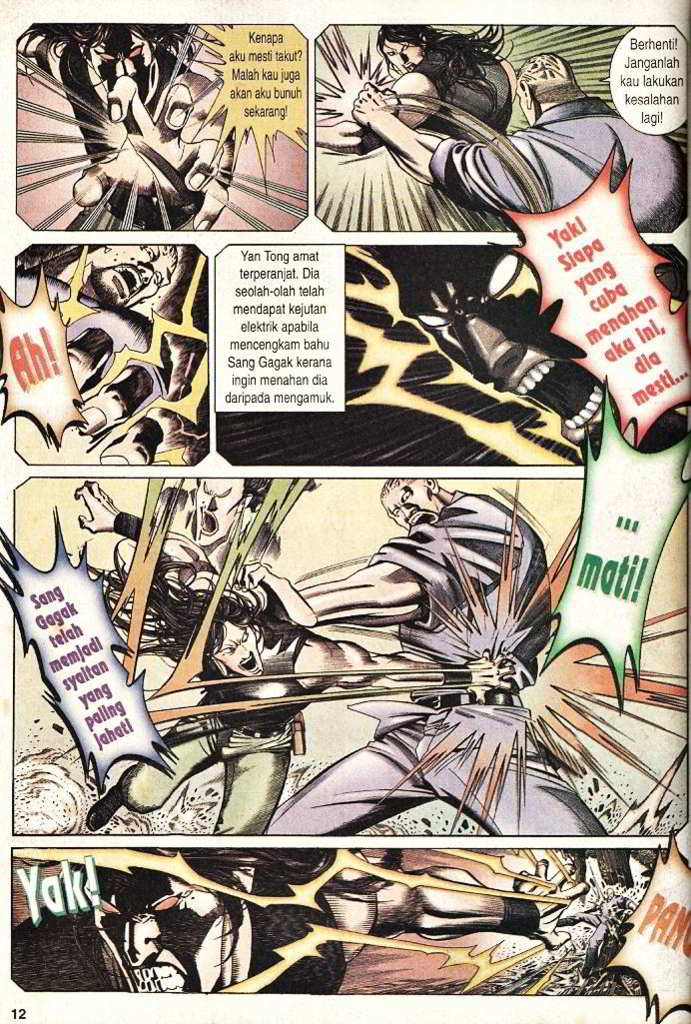 Kenapa
aku mesti takut?
Malah kau juga
akan aku bunuh
sekarang!
Berhenti!
Janganlah
kau lakukan
kesalahan
lagi!
Ah!
Yan Tong amat
terperanjat. Dia
seolah-olah telah
mendapat kejutan
elektrik apabila
mencengkam bahu
Sang Gagak kerana
ingin menahan dia
daripada mengamuk.
Yak!
Siapa
yang
cuba
menahan
aku ini,
dia
mesti...
...
mati!
Sang
Gagak
telah
memjadi
syaitan
yang
paling
jahat!
Yak!
12